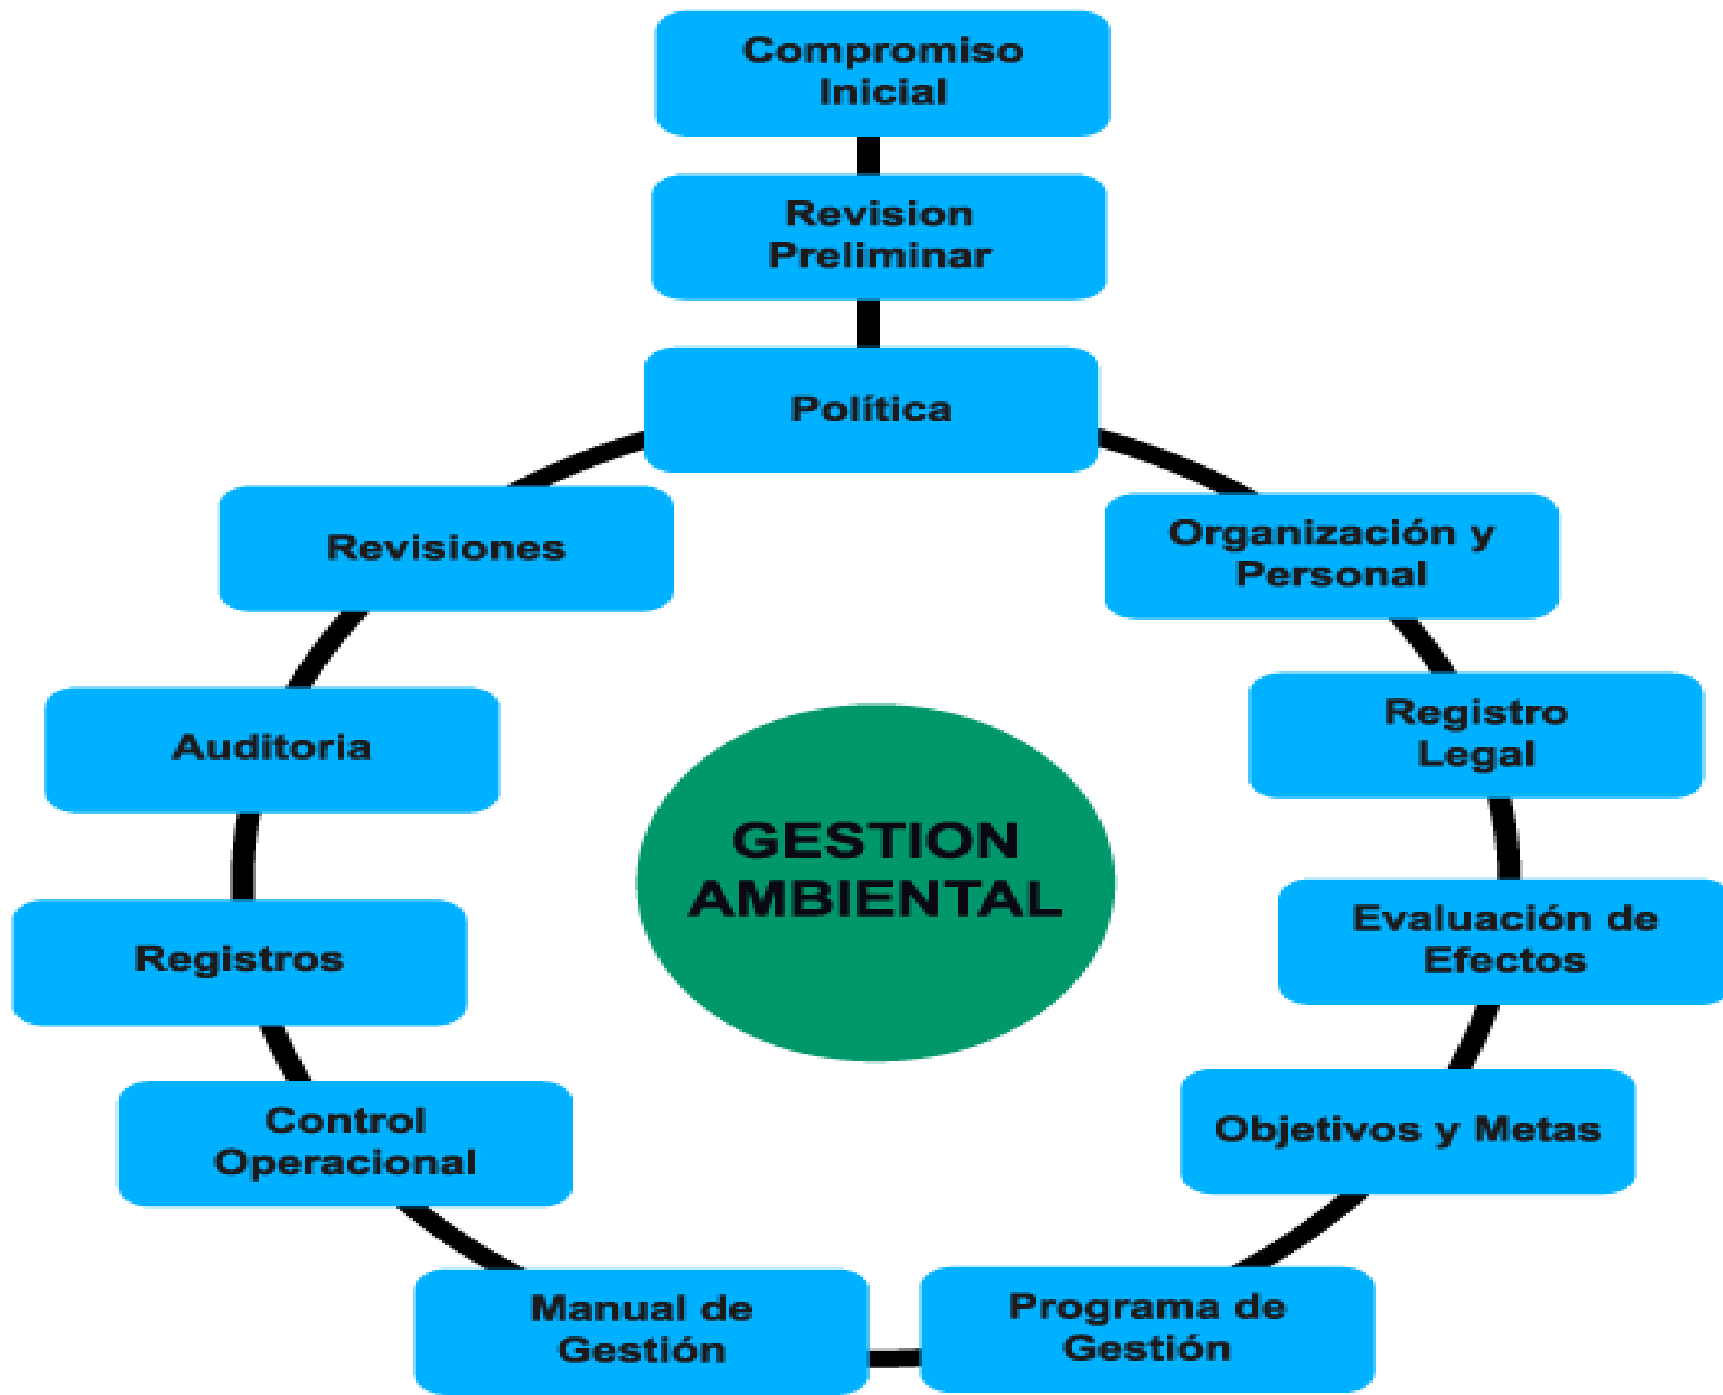 Compromiso
Inicial
Revision
Preliminar
Política
Organización y
Personal
Registro
Legal
Evaluación de
Efectos
Objetivos y Metas
Programa de
Gestión
Manual de
Gestión
Control
Operacional
Registros
Auditoria
Revisiones
GESTION
AMBIENTAL